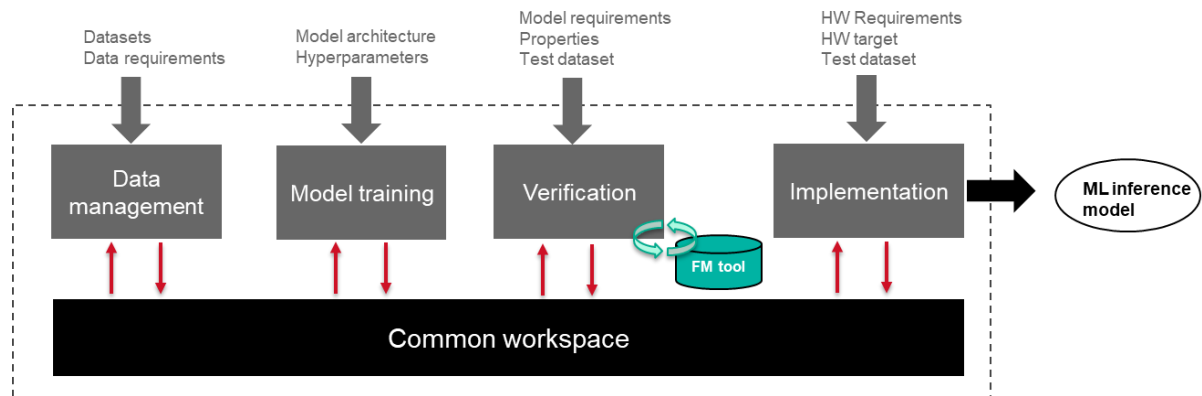 Datasets
Data requirements
Model architecture
Hyperparameters
Model requirements
Properties
Test dataset
HW Requirements
HW target
Test dataset
Data
management
Model training
Verification
Implementation
ML inference
model
FM tool
Common workspace